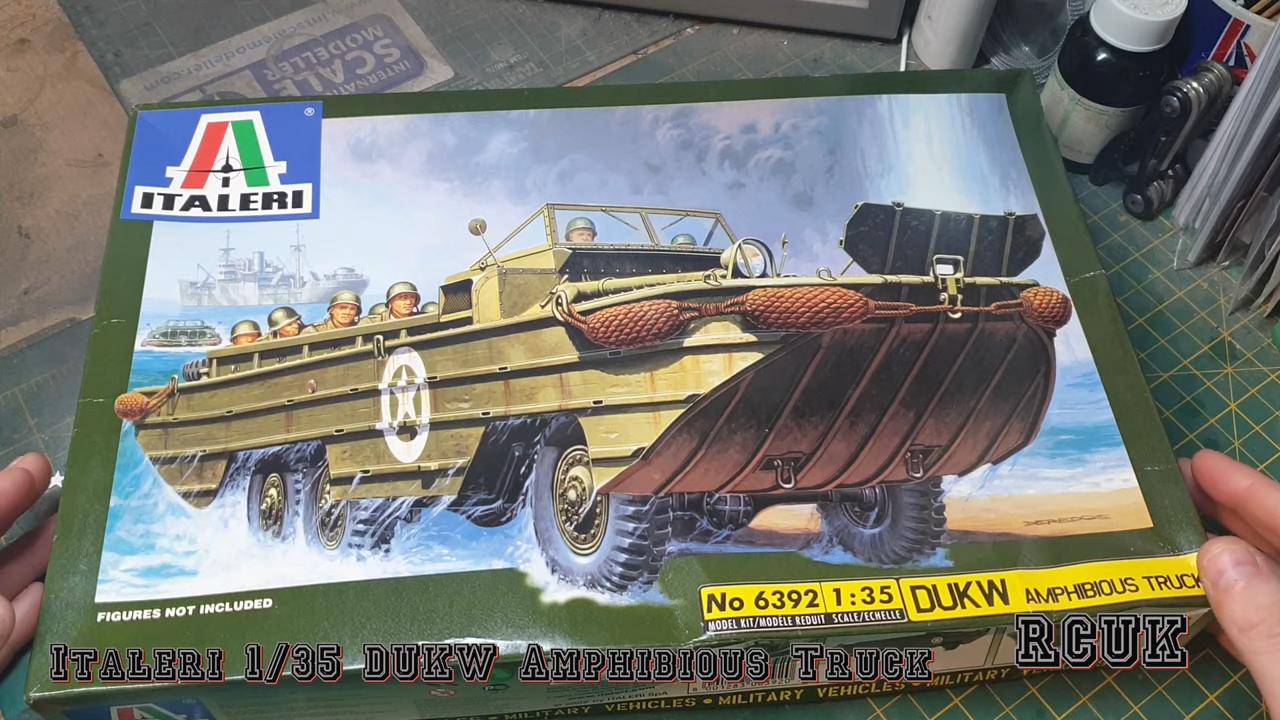 INTERNATIONAL
SCALE
MODELLER
ITALERI
®
FIGURES NOT INCLUDED
No 6392 1:35 DUKW AMPHIBIOUS TRUCK
MODEL KIT/MODELE REDUIT SCALE/ECHELLE
Italeri 1/35 DUKW Amphibious Truck
RCUK
MILITARY VEHICLES • MILITARY VEHICLES •